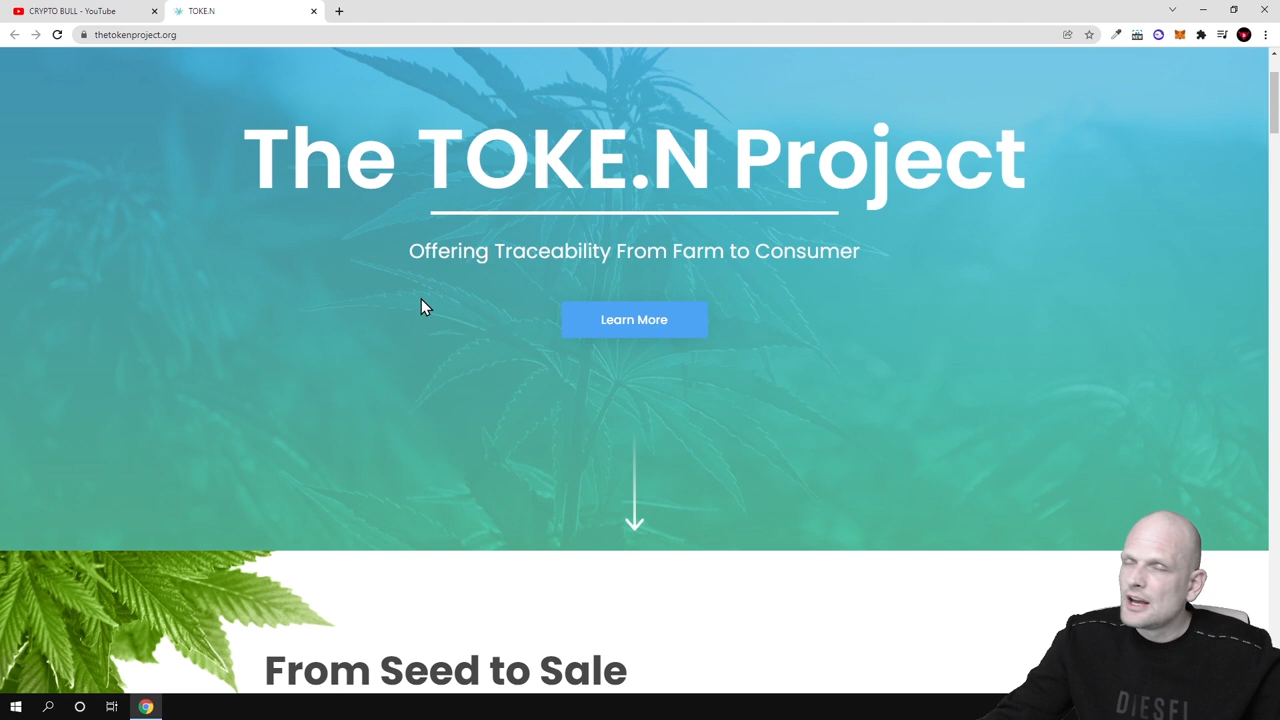 CRYPTO BULL - YouTube
TOKE.N
thetokenproject.org
The TOKE.N Project
Offering Traceability From Farm to Consumer
Learn More
From Seed to Sale
DIESEL